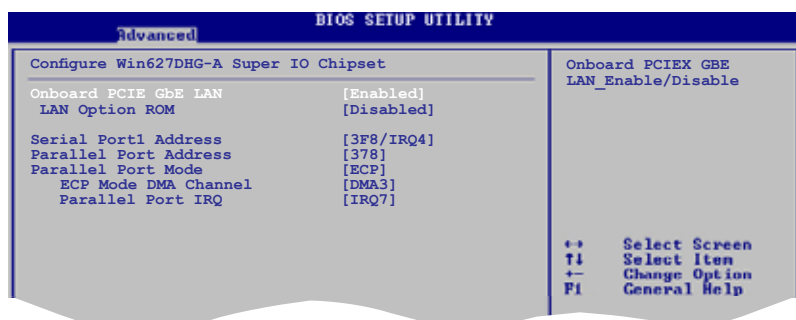 BIOS SETUP UTILITY
Advanced
Configure Win627DHG-A Super IO Chipset
Onboard PCIE GbE LAN [Enabled]
LAN Option ROM [Disabled]
Serial Port1 Address [3F8/IRQ4]
Parallel Port Address [378]
Parallel Port Mode [ECP]
ECP Mode DMA Channel [DMA3]
Parallel Port IRQ [IRQ7]
Onboard PCIEX GBE
LAN_Enable/Disable
↔ Select Screen
↑↓ Select Item
+- Change Option
F1 General Help